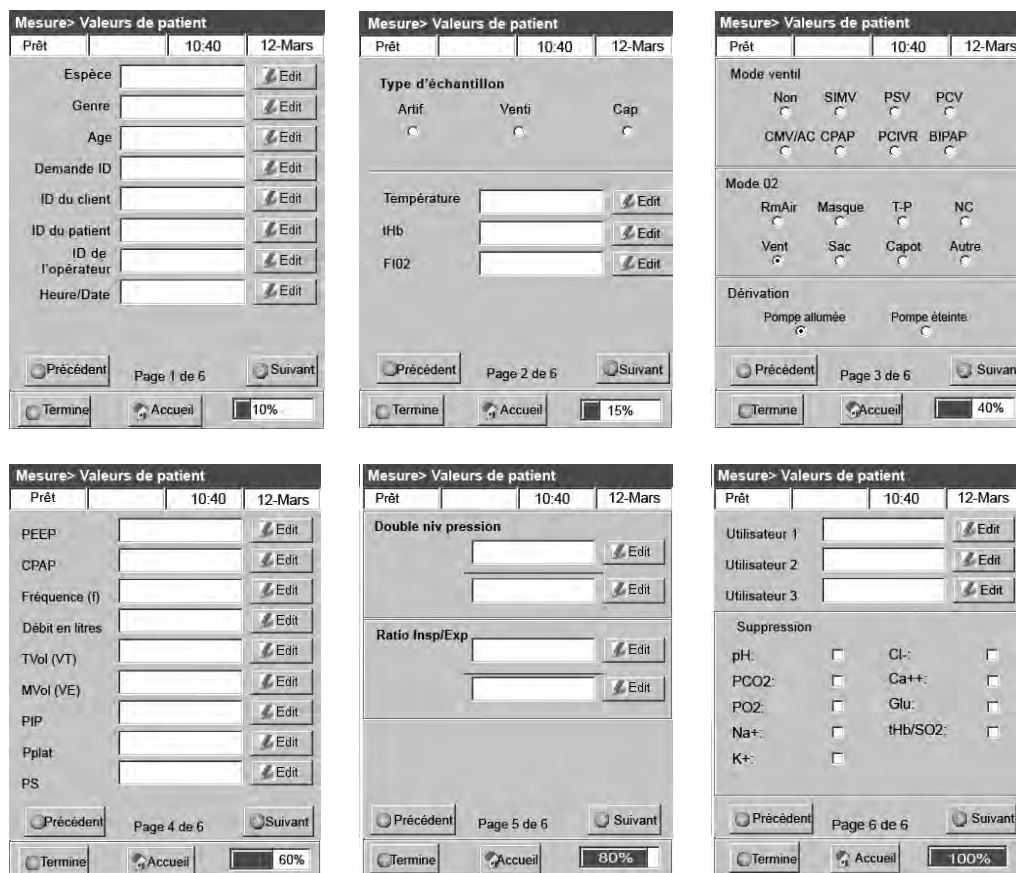 Mesure> Valeurs de patient
Prêt 10:40 12-Mars
Espèce Edit
Genre Edit
Age Edit
Demande ID Edit
ID du client Edit
ID du patient Edit
ID de
l'opérateur Edit
Heure/Date Edit
Précédent Page 1 de 6 Suivant
Termine Accueil 10%
Mesure> Valeurs de patient
Prêt 10:40 12-Mars
Type d'échantillon
Artif. Venti Cap
Température Edit
tHb Edit
FI02 Edit
Précédent Page 2 de 6 Suivant
Termine Accueil 15%
Mesure> Valeurs de patient
Prêt 10:40 12-Mars
Mode ventil
Non SIMV PSV PCV
CMV/AC CPAP PCIVR BIPAP
Mode 02
RmAir Masque T-P NC
Vent Sac Capot Autre
Dérivation
Pompe allumée Pompe éteinte
Précédent Page 3 de 6 Suivan
Termine Accueil 40%
Mesure> Valeurs de patient
Prêt 10:40 12-Mars
PEEP Edit
CPAP Edit
Fréquence (f) Edit
Débit en litres Edit
TVol (VT) Edit
MVol (VE) Edit
PIP Edit
Pplat Edit
PS Edit
Précédent Page 4 de 6 Suivant
Termine Accueil 60%
Mesure> Valeurs de patient
Prêt 10:40 12-Mars
Double niv pression
Edit
Edit
Ratio Insp/Exp Edit
Edit
Précédent Page 5 de 6 Suivant
Termine Accueil 80%
Mesure> Valeurs de patient
Prêt 10:40 12-Mars
Utilisateur 1 Edit
Utilisateur 2 Edit
Utilisateur 3 Edit
Suppression
pH: Cl-:
PCO2: Ca++:
PO2: Glu:
Na+: tHb/SO2:
K+:
Précédent Page 6 de 6 Suivant
Termine Accueil 100%